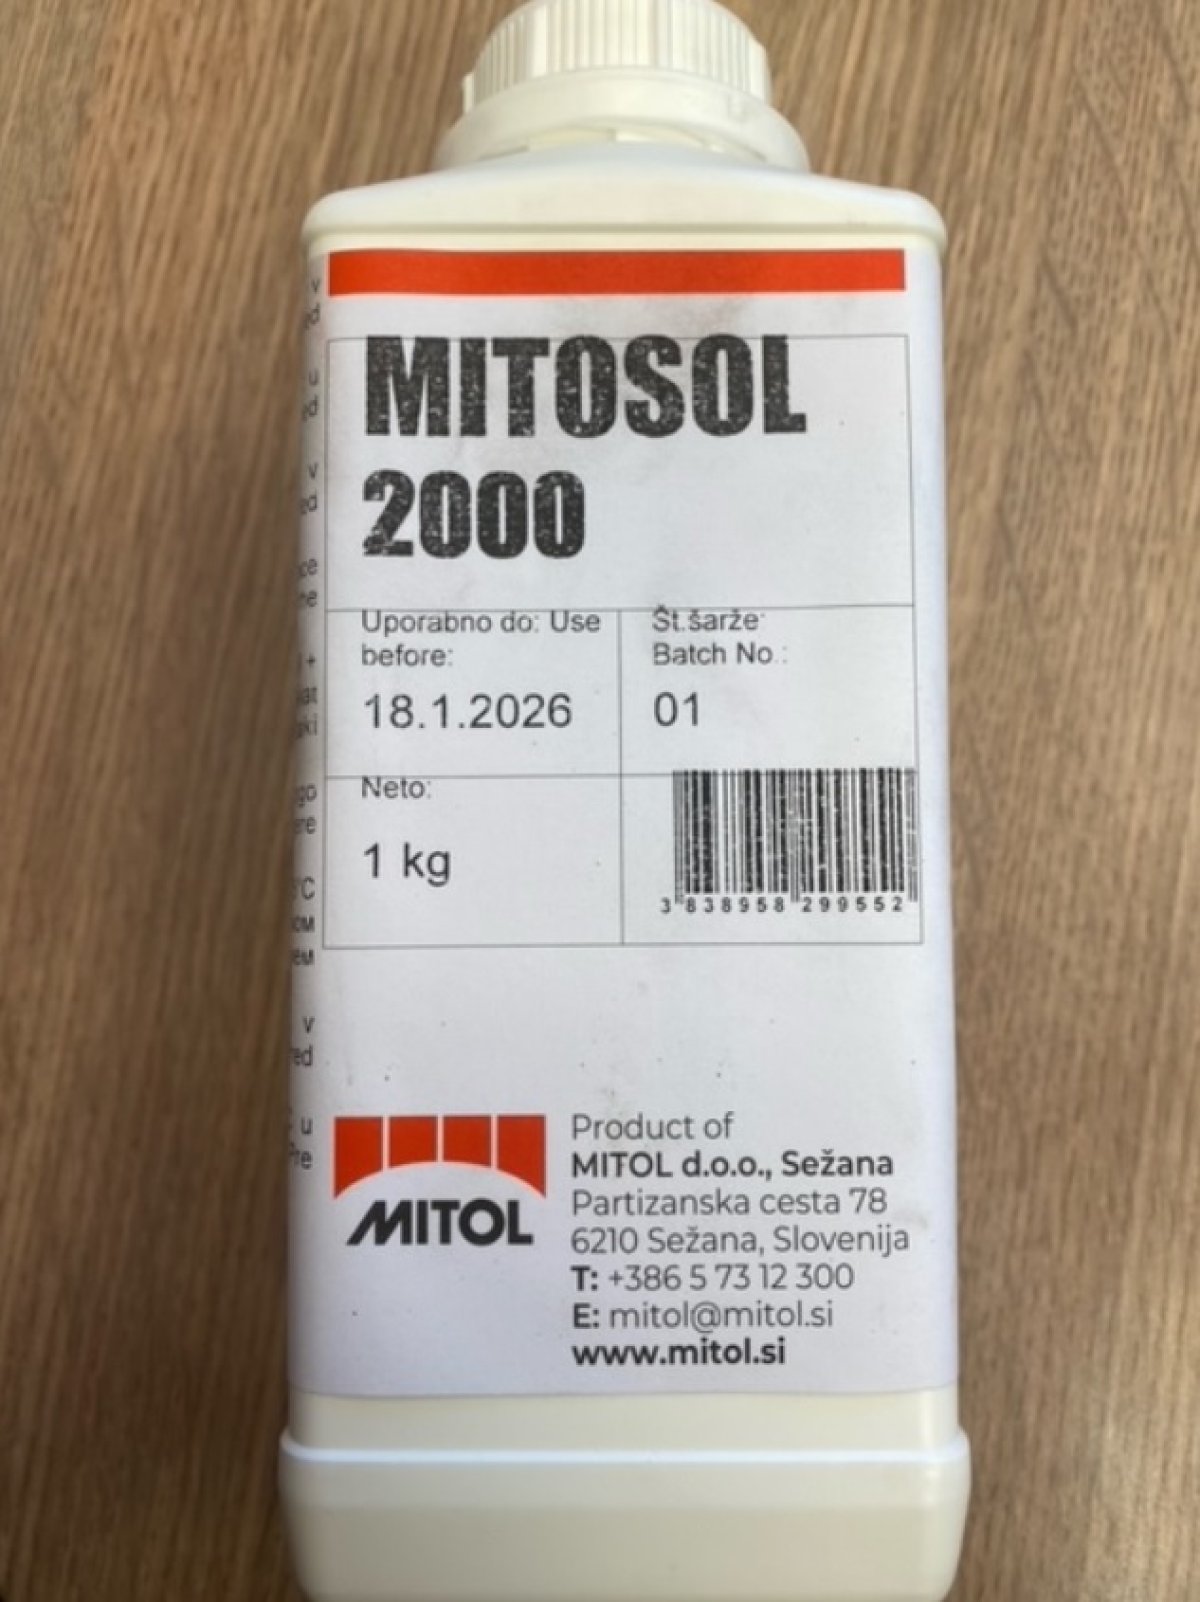 MITOSOL
2000
Uporabno do: Use
before:
18.1.2026
Št.šarže:
Batch No.:
01
Neto:
1 kg
3 838958 299552
MITOL
Product of
MITOL d.o.o., Sežana
Partizanska cesta 78
6210 Sežana, Slovenija
T: +386 5 73 12 300
E: mitol@mitol.si
www.mitol.si